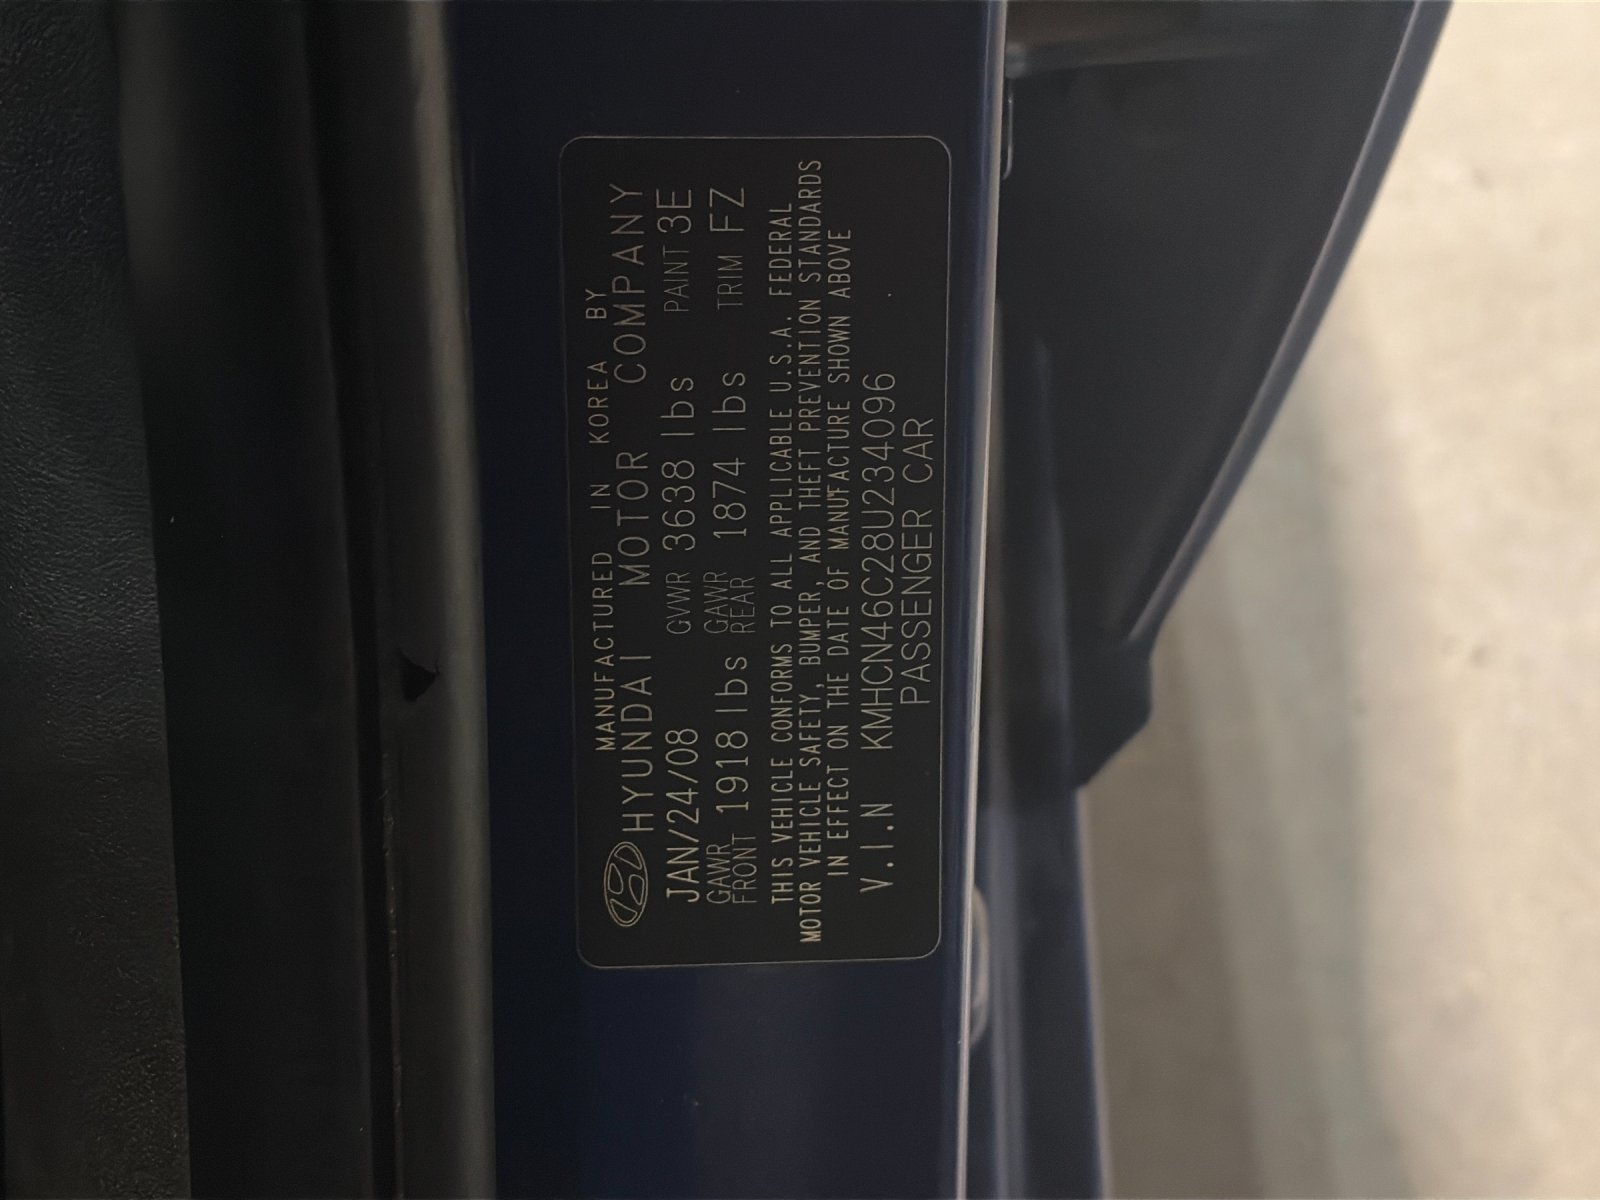 MANUFACTURED IN KOREA BY
HYUNDAI MOTOR COMPANY
JAN/24/08 GVWR 3638 lbs PAINT 3E
GAWR FRONT 1918 lbs GAWR REAR 1874 lbs TRIM FZ
THIS VEHICLE CONFORMS TO ALL APPLICABLE U.S.A. FEDERAL
MOTOR VEHICLE SAFETY, BUMPER, AND THEFT PREVENTION STANDARDS
IN EFFECT ON THE DATE OF MANUFACTURE SHOWN ABOVE
V.I.N KMHCN46C28U234096
PASSENGER CAR